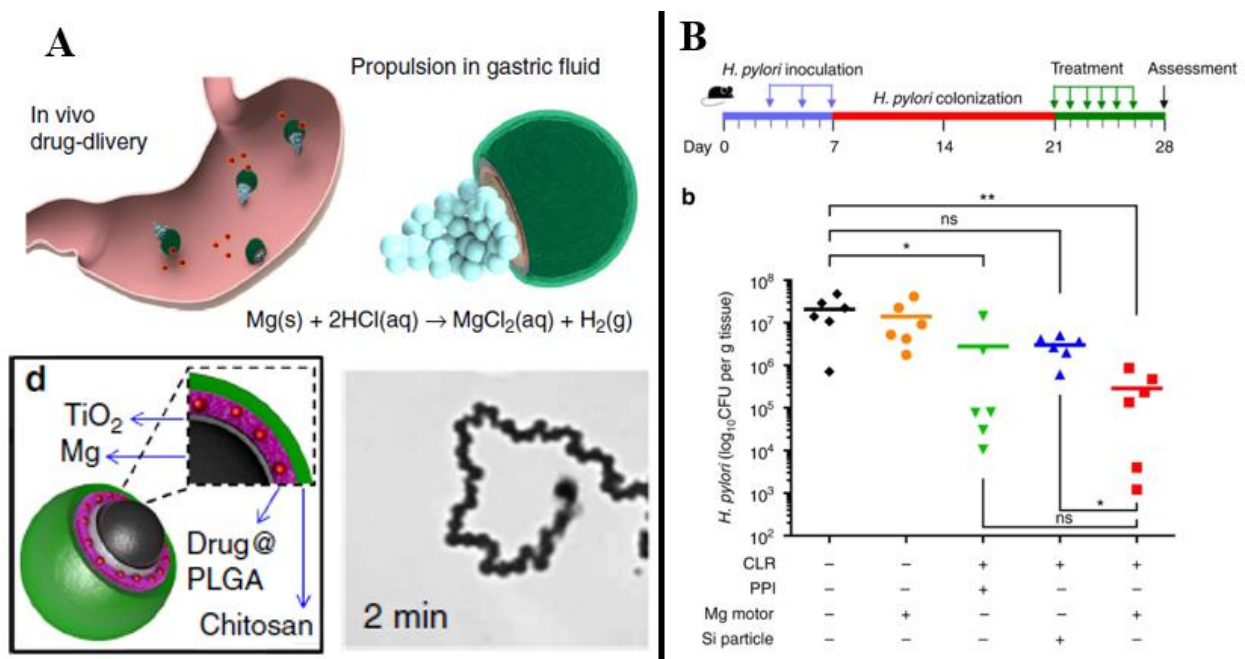 A
Propulsion in gastric fluid
In vivo
drug-dlivery
Mg(s) + 2HCl(aq) → MgCl₂(aq) + H₂(g)
d
TiO₂
Mg
Drug@
PLGA
Chitosan
2 min
B
H. pylori inoculation
H. pylori colonization
Treatment
Assessment
Day 0 7 14 21 28
b
**
ns
*
10⁸
10⁷
10⁶
10⁵
10⁴
10³
10²
H. pylori (log₁₀CFU per g tissue)
*
ns
CLR – – + + +
PPI – – + – –
Mg motor – + – – +
Si particle – – – + –